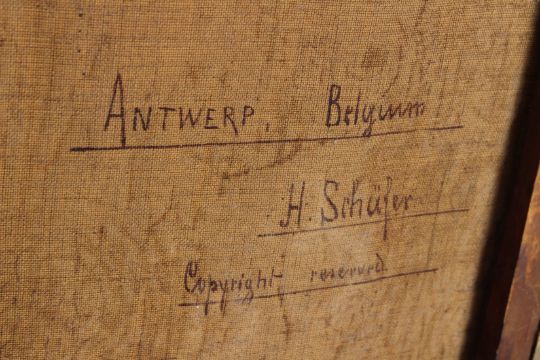 ANTWERP. Belgium
H. Schäfer
Copyright reserved